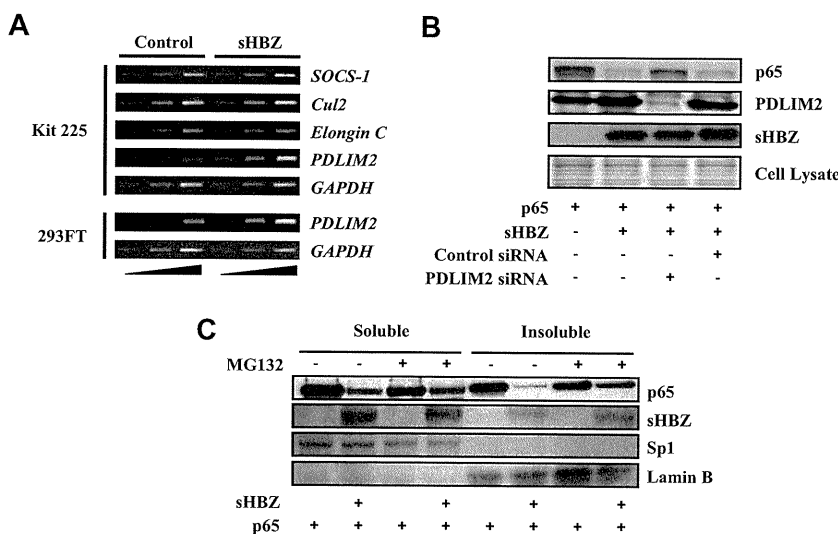 A
Control sHBZ
SOCS-1
Cul2
Kit 225
Elongin C
PDLIM2
GAPDH
293FT
PDLIM2
GAPDH
B
p65
PDLIM2
sHBZ
Cell Lysate
p65 + + + +
sHBZ - + + +
Control siRNA - - - +
PDLIM2 siRNA - - + -
C
Soluble Insoluble
MG132 - - + + - - + +
p65
sHBZ
Sp1
Lamin B
sHBZ + + + +
p65 + + + + + + + +